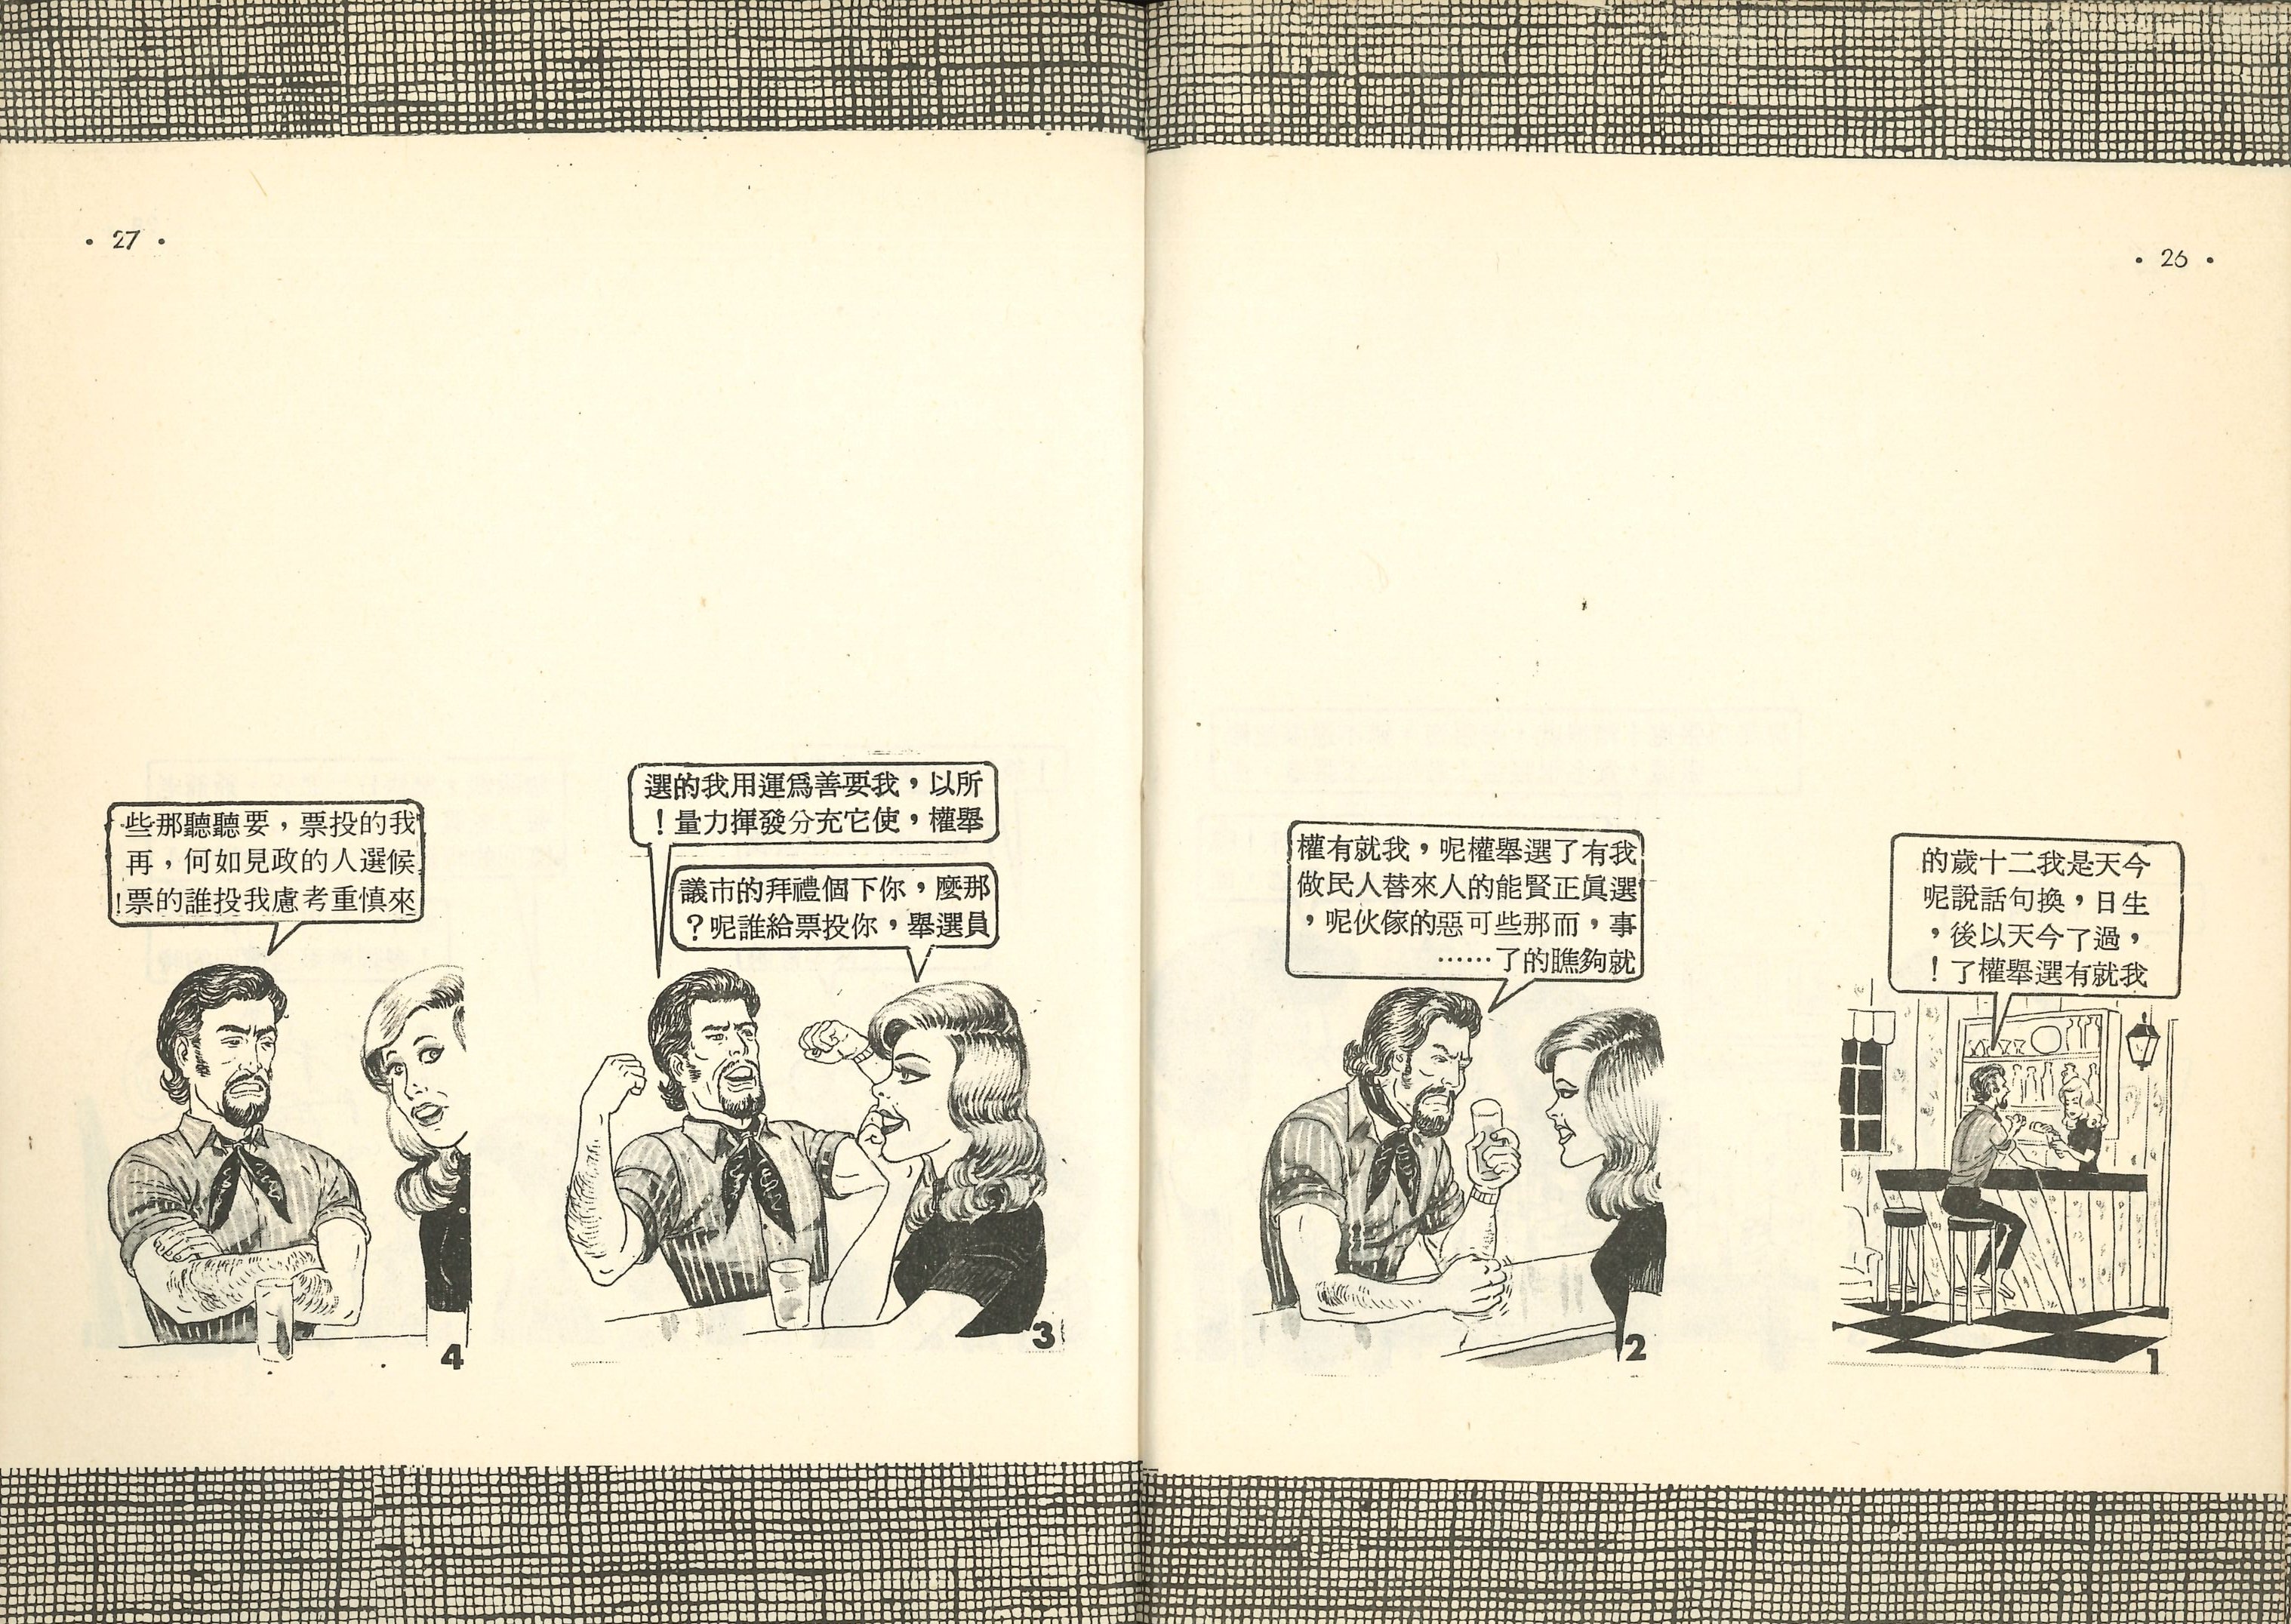 • 26 •
今天是我二十歲的
生日，換句話說呢
，過了今天以後，
我就有選舉權了！
1
我有了選舉權呢，我就有權
選真正賢能的人來替人民做
事，而那些可惡的傢伙呢，
就夠瞧的了……
2
• 27 •
所以，我要善爲運用我的選
舉權，使它充分發揮力量！
那麼，你下個禮拜的市議
員選舉，你投票給誰呢？
3
我的投票，要聽聽那些
候選人的政見如何，再
來慎重考慮我投誰的票！
4